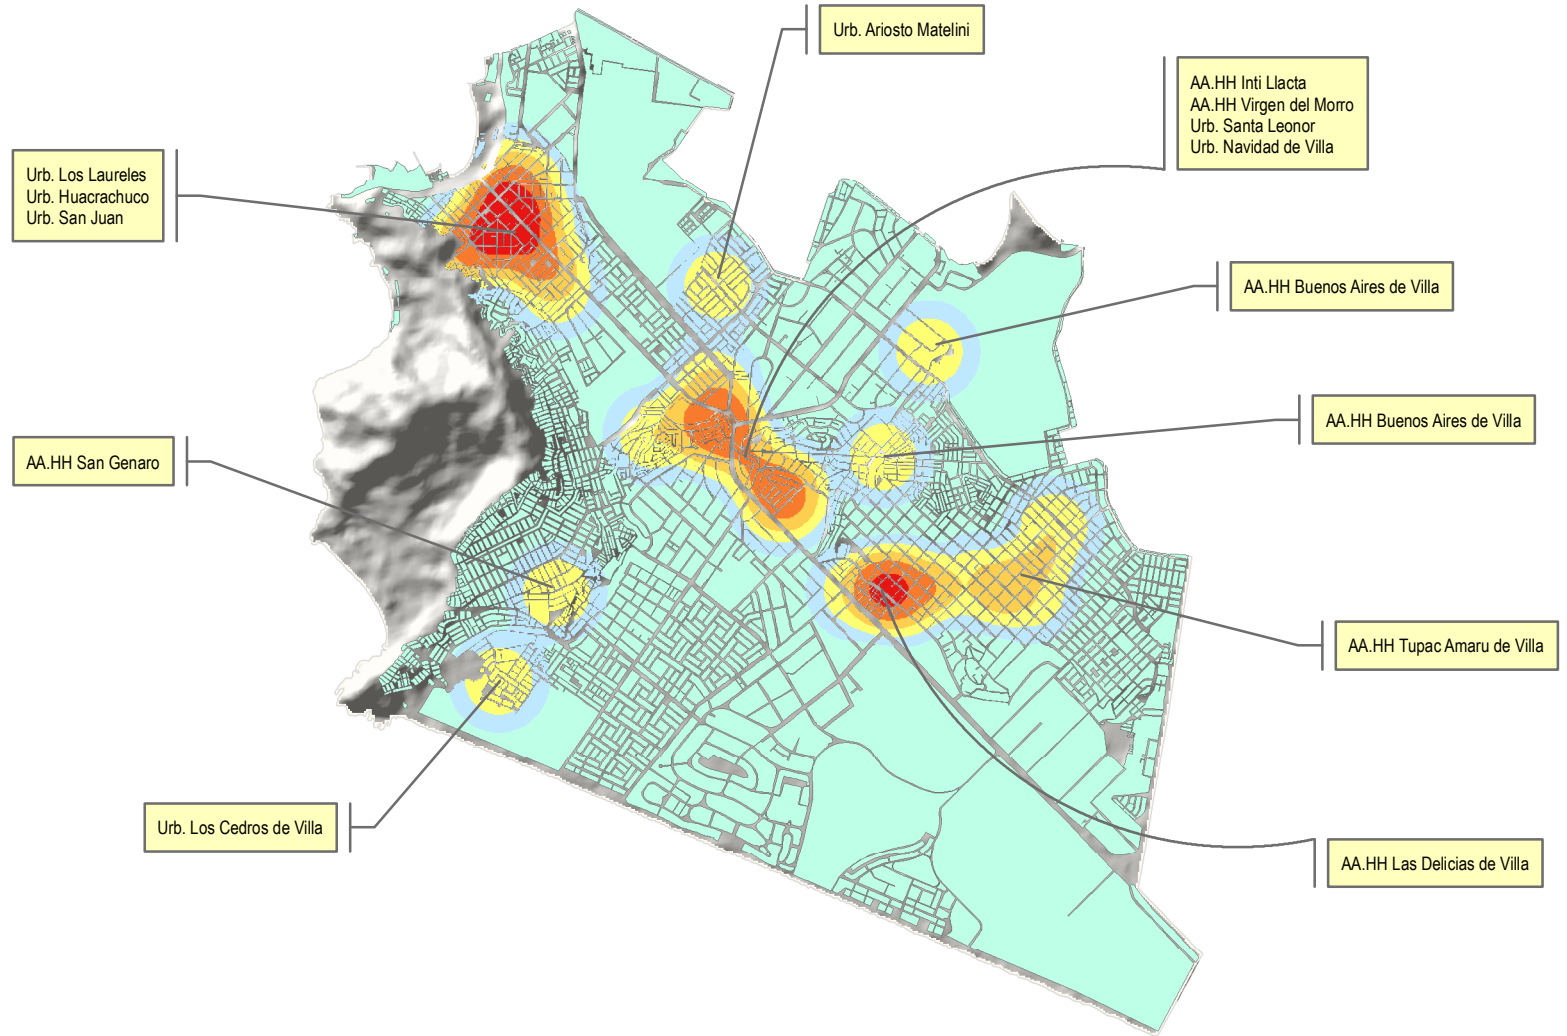 Urb. Ariosto Matelini
AA.HH Inti Llacta
AA.HH Virgen del Morro
Urb. Santa Leonor
Urb. Navidad de Villa
Urb. Los Laureles
Urb. Huacrachuco
Urb. San Juan
AA.HH Buenos Aires de Villa
AA.HH Buenos Aires de Villa
AA.HH San Genaro
AA.HH Tupac Amaru de Villa
Urb. Los Cedros de Villa
AA.HH Las Delicias de Villa